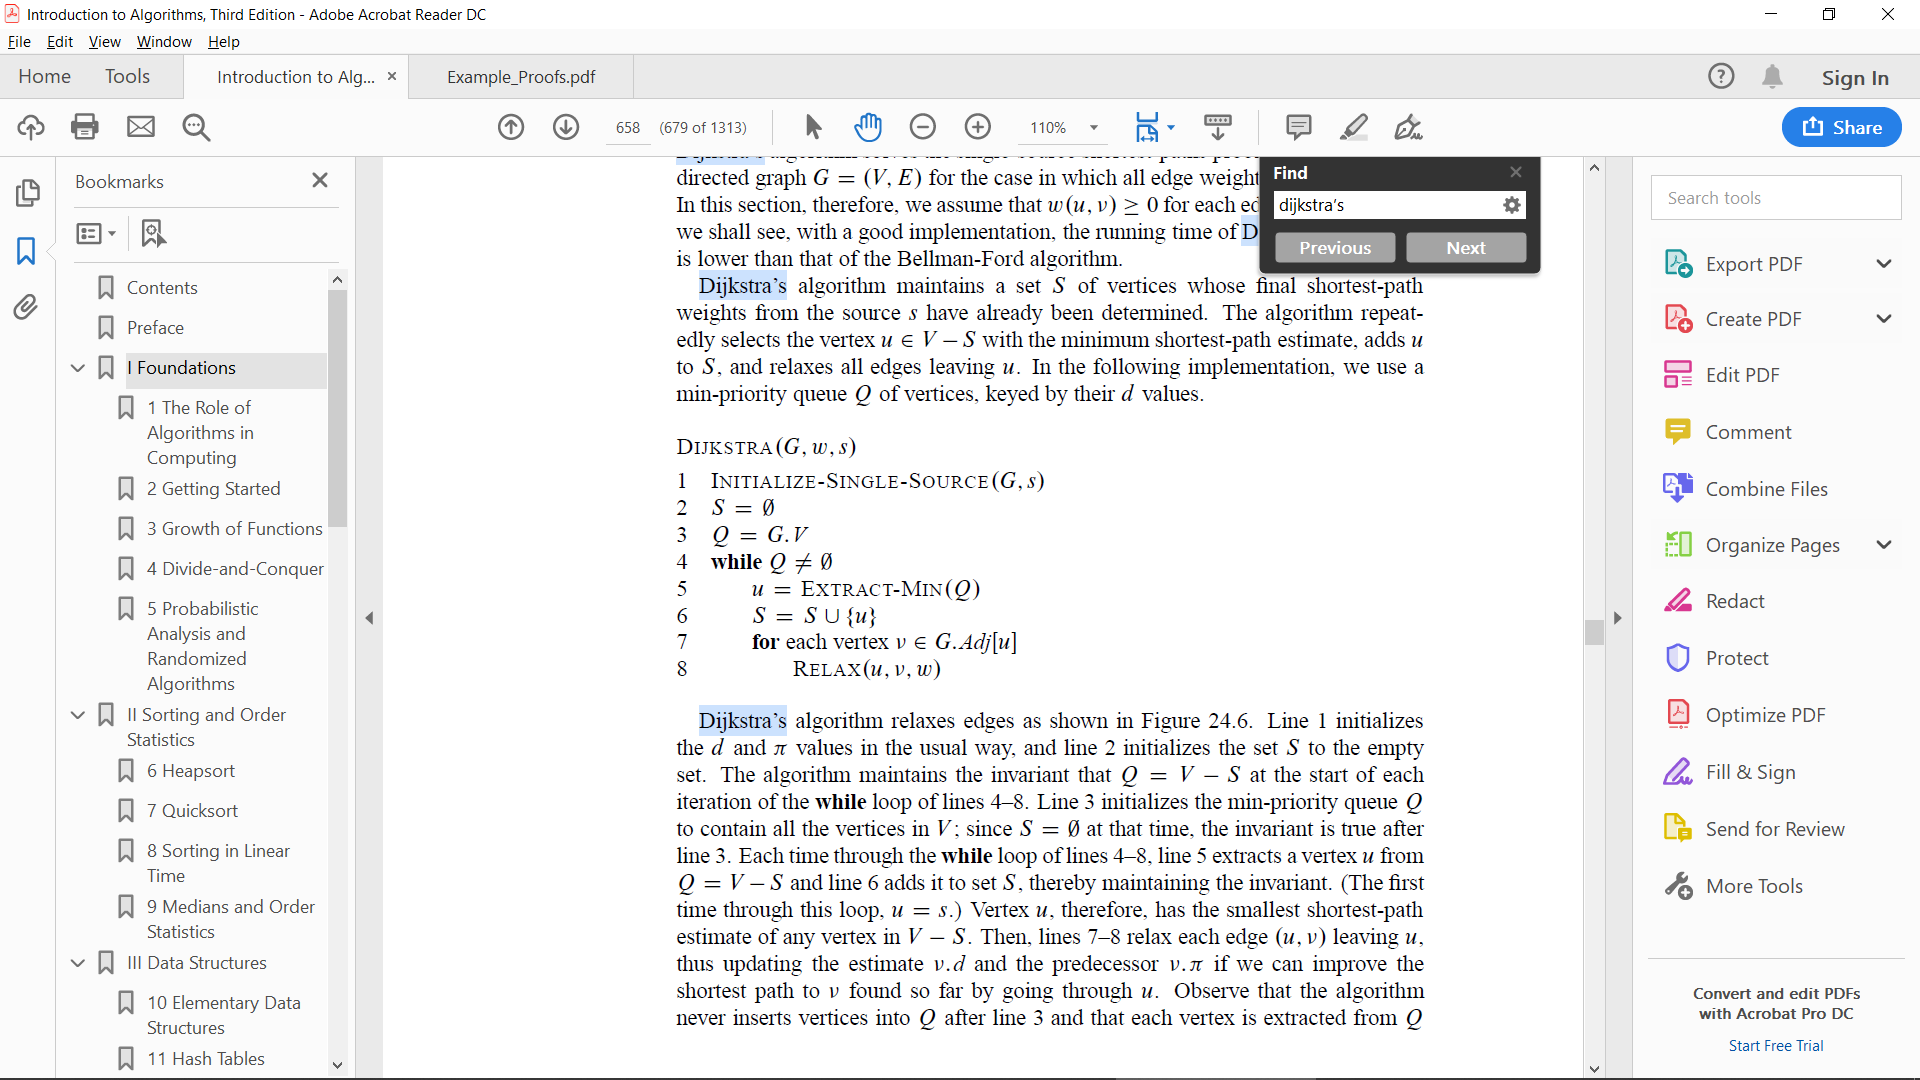 Introduction to Algorithms, Third Edition - Adobe Acrobat Reader DC
File Edit View Window Help
Home Tools Introduction to Alg... × Example_Proofs.pdf Sign In
658 (679 of 1313) 110% Share
Bookmarks
Contents
Preface
I Foundations
1 The Role of
Algorithms in
Computing
2 Getting Started
3 Growth of Functions
4 Divide-and-Conquer
5 Probabilistic
Analysis and
Randomized
Algorithms
II Sorting and Order
Statistics
6 Heapsort
7 Quicksort
8 Sorting in Linear
Time
9 Medians and Order
Statistics
III Data Structures
10 Elementary Data
Structures
11 Hash Tables
directed graph G = (V, E) for the case in which all edge weight
In this section, therefore, we assume that w(u, v) ≥ 0 for each ed
we shall see, with a good implementation, the running time of D
is lower than that of the Bellman-Ford algorithm.
Dijkstra's algorithm maintains a set S of vertices whose final shortest-path
weights from the source s have already been determined. The algorithm repeat-
edly selects the vertex u ∈ V − S with the minimum shortest-path estimate, adds u
to S, and relaxes all edges leaving u. In the following implementation, we use a
min-priority queue Q of vertices, keyed by their d values.
DIJKSTRA(G, w, s)
1 INITIALIZE-SINGLE-SOURCE(G, s)
2 S = ∅
3 Q = G.V
4 while Q ≠ ∅
5 u = EXTRACT-MIN(Q)
6 S = S ∪ {u}
7 for each vertex v ∈ G.Adj[u]
8 RELAX(u, v, w)
Dijkstra's algorithm relaxes edges as shown in Figure 24.6. Line 1 initializes
the d and π values in the usual way, and line 2 initializes the set S to the empty
set. The algorithm maintains the invariant that Q = V − S at the start of each
iteration of the while loop of lines 4–8. Line 3 initializes the min-priority queue Q
to contain all the vertices in V; since S = ∅ at that time, the invariant is true after
line 3. Each time through the while loop of lines 4–8, line 5 extracts a vertex u from
Q = V − S and line 6 adds it to set S, thereby maintaining the invariant. (The first
time through this loop, u = s.) Vertex u, therefore, has the smallest shortest-path
estimate of any vertex in V − S. Then, lines 7–8 relax each edge (u, v) leaving u,
thus updating the estimate v.d and the predecessor v.π if we can improve the
shortest path to v found so far by going through u. Observe that the algorithm
never inserts vertices into Q after line 3 and that each vertex is extracted from Q
Find
dijkstra's
Previous Next
Search tools
Export PDF
Create PDF
Edit PDF
Comment
Combine Files
Organize Pages
Redact
Protect
Optimize PDF
Fill & Sign
Send for Review
More Tools
Convert and edit PDFs
with Acrobat Pro DC
Start Free Trial